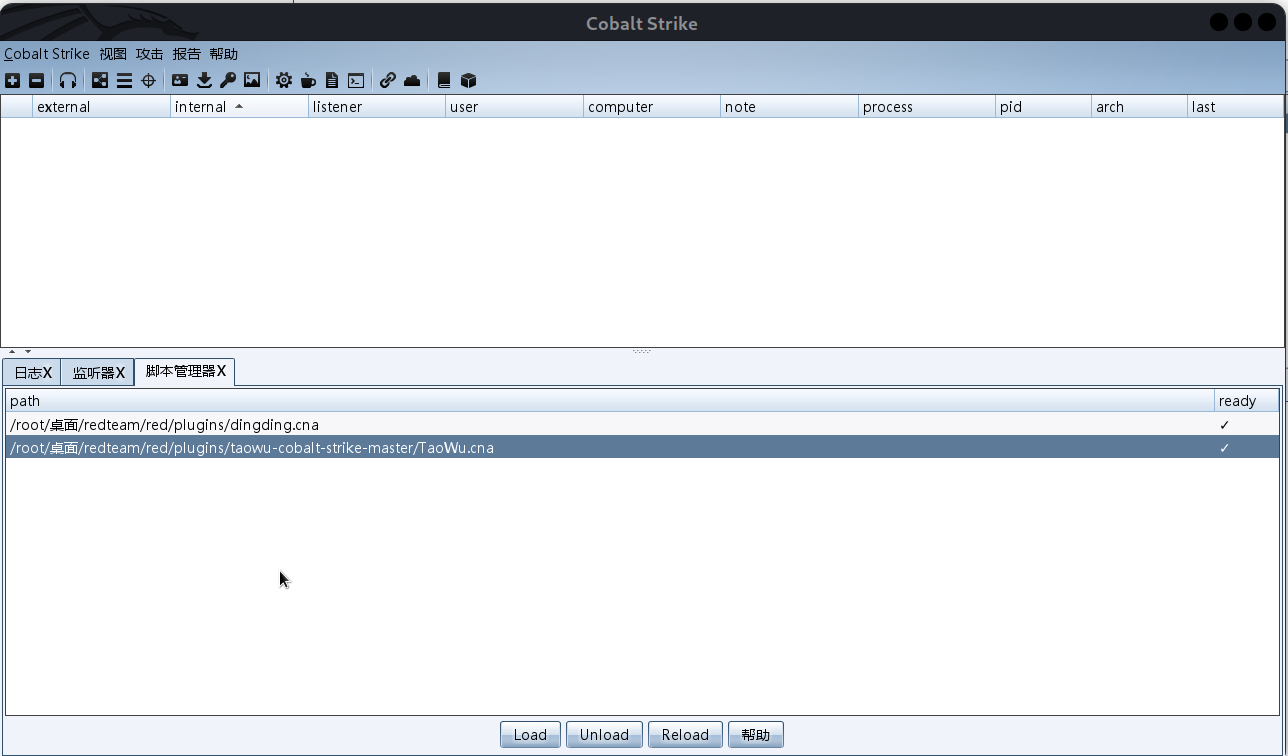 Cobalt Strike
Cobalt Strike 视图 攻击 报告 帮助
external internal listener user computer note process pid arch last
日志X 监听器X 脚本管理器X
path ready
/root/桌面/redteam/red/plugins/dingding.cna ✓
/root/桌面/redteam/red/plugins/taowu-cobalt-strike-master/TaoWu.cna ✓
Load Unload Reload 帮助